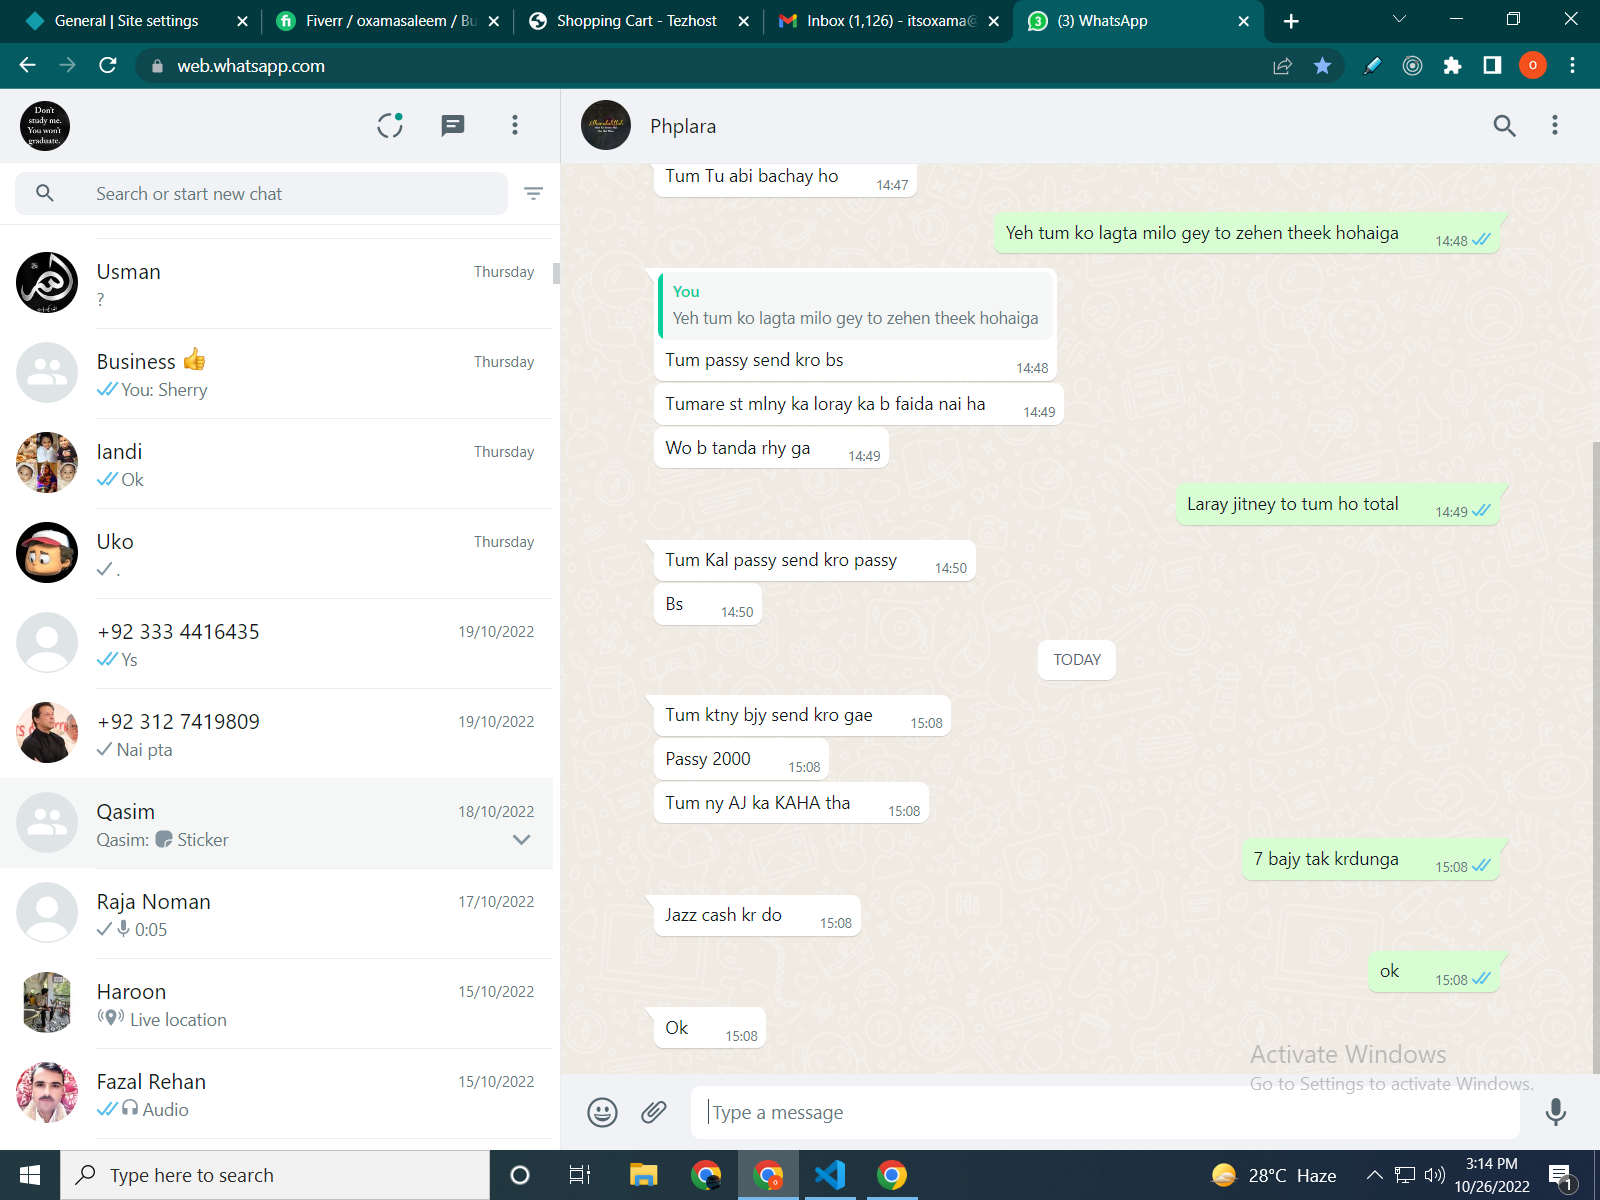 General | Site settings
Fiverr / oxamasaleem / Bu
Shopping Cart - Tezhost
Inbox (1,126) - itsoxama@
3
(3) WhatsApp
web.whatsapp.com
O
Don't
study me.
You won't
graduate.
Search or start new chat
Usman
Thursday
?
Business 👍
Thursday
You: Sherry
Iandi
Thursday
Ok
Uko
Thursday
.
+92 333 4416435
19/10/2022
Ys
+92 312 7419809
19/10/2022
Nai pta
Qasim
18/10/2022
Qasim: Sticker
Raja Noman
17/10/2022
0:05
Haroon
15/10/2022
Live location
Fazal Rehan
15/10/2022
Audio
Phplara
Tum Tu abi bachay ho
14:47
Yeh tum ko lagta milo gey to zehen theek hohaiga
14:48
You
Yeh tum ko lagta milo gey to zehen theek hohaiga
Tum passy send kro bs
14:48
Tumare st mlny ka loray ka b faida nai ha
14:49
Wo b tanda rhy ga
14:49
Laray jitney to tum ho total
14:49
Tum Kal passy send kro passy
14:50
Bs
14:50
TODAY
Tum ktny bjy send kro gae
15:08
Passy 2000
15:08
Tum ny AJ ka KAHA tha
15:08
7 bajy tak krdunga
15:08
Jazz cash kr do
15:08
ok
15:08
Ok
15:08
Activate Windows
Go to Settings to activate Windows.
Type a message
Type here to search
28°C Haze
3:14 PM
10/26/2022
1